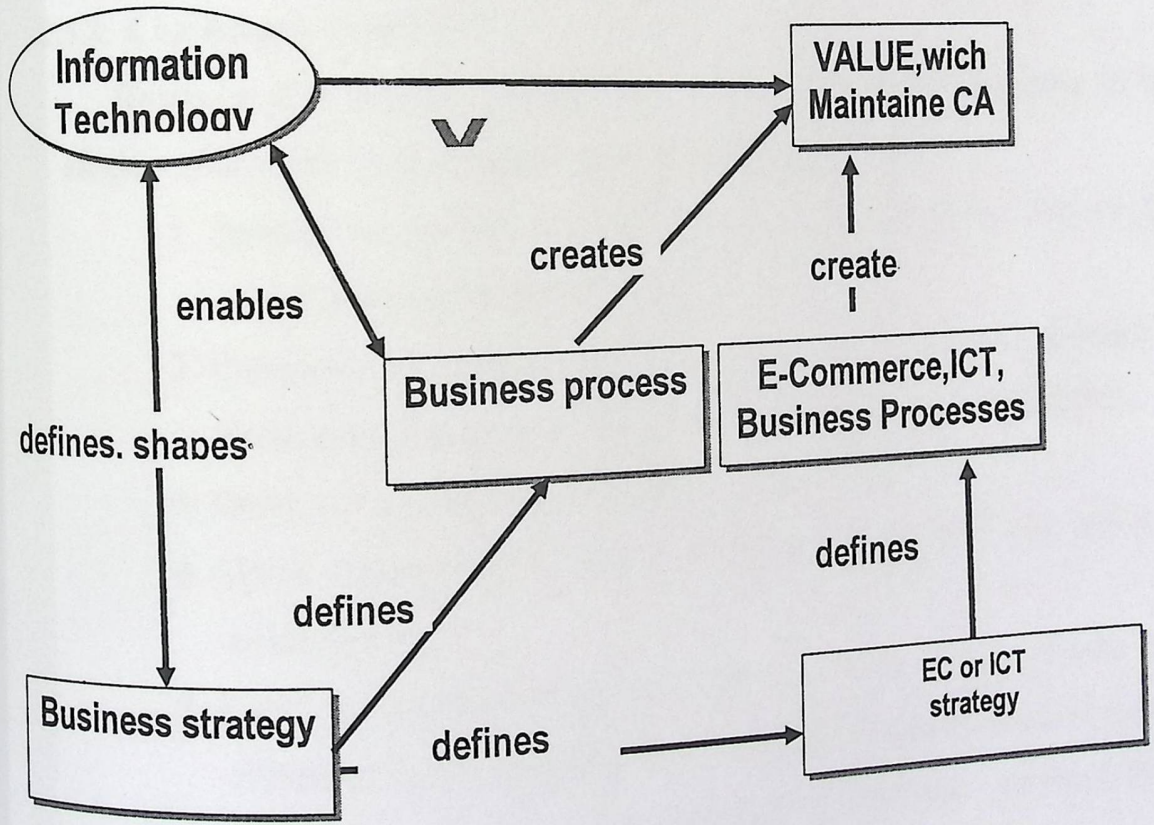 Information
Technology
VALUE,wich
Maintaine CA
V
creates
create
enables
Business process
E-Commerce,ICT,
Business Processes
defines, shapes
defines
defines
EC or ICT
strategy
Business strategy
defines